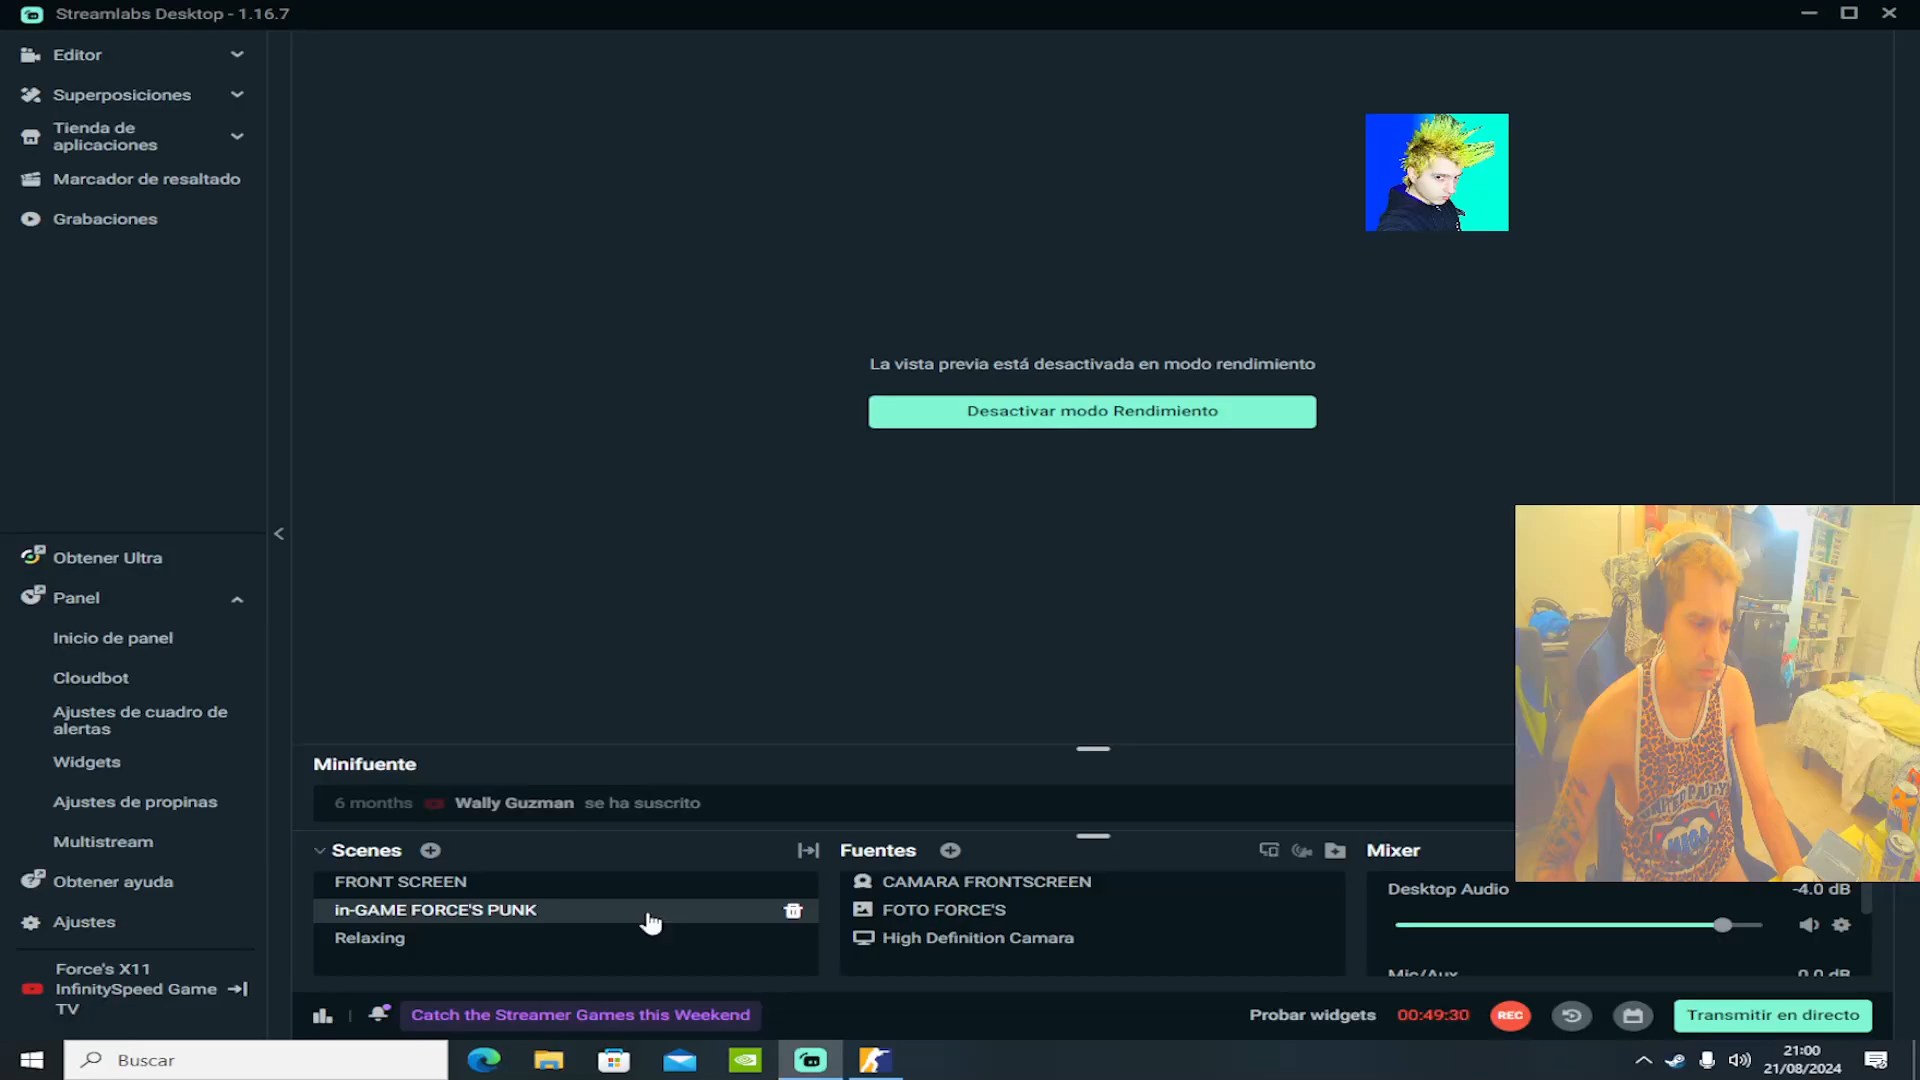 Streamlabs Desktop - 1.16.7
Editor
Superposiciones
Tienda de
aplicaciones
Marcador de resaltado
Grabaciones
La vista previa está desactivada en modo rendimiento
Desactivar modo Rendimiento
Obtener Ultra
Panel
Inicio de panel
Cloudbot
Ajustes de cuadro de
alertas
Widgets
Ajustes de propinas
Multistream
Obtener ayuda
Ajustes
Force's X11
InfinitySpeed Game
TV
Minifuente
6 months Wally Guzman se ha suscrito
Scenes
FRONT SCREEN
in-GAME FORCE'S PUNK
Relaxing
Fuentes
CAMARA FRONTSCREEN
FOTO FORCE'S
High Definition Camara
Mixer
Desktop Audio -4.0 dB
Mic/Aux 0.0 dB
Catch the Streamer Games this Weekend
Probar widgets 00:49:30 REC Transmitir en directo
Buscar
21:00
21/08/2024